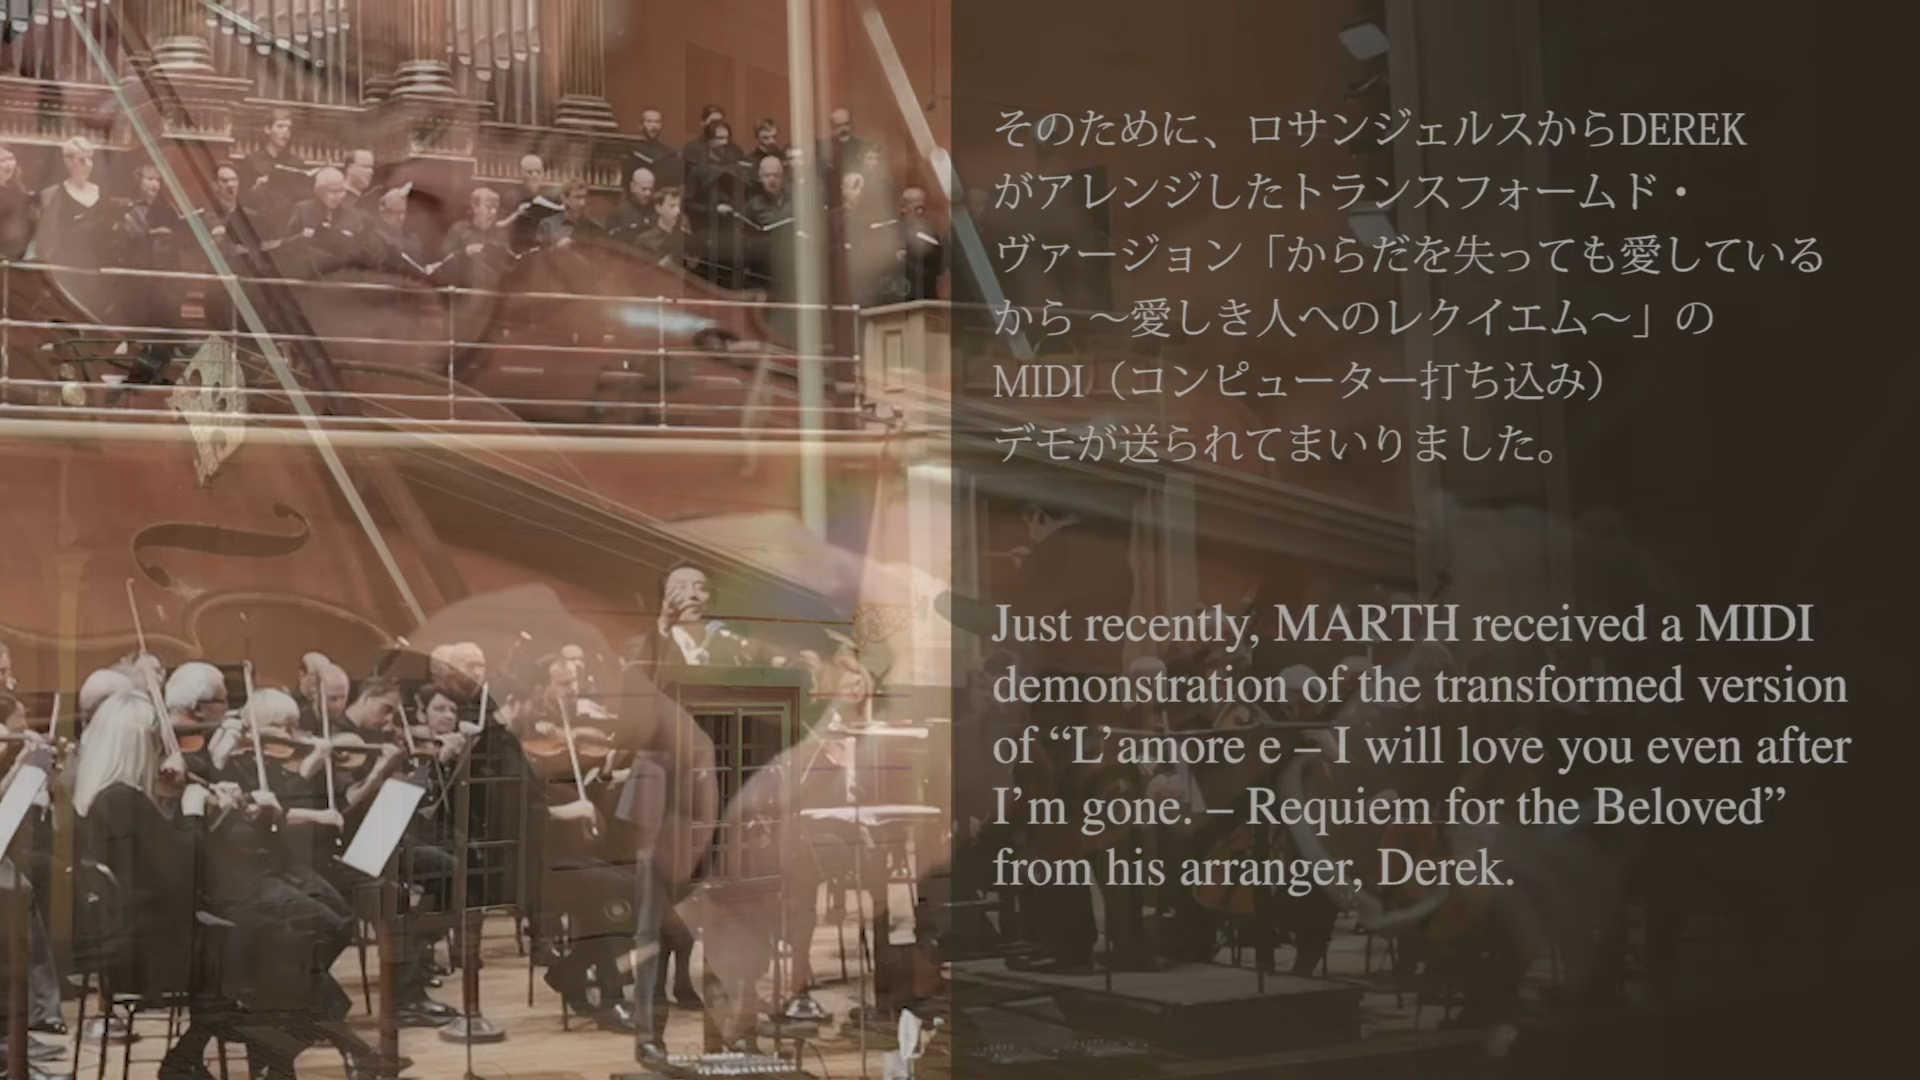 そのために、ロサンジェルスからDEREK
がアレンジしたトランスフォームド・
ヴァージョン「からだを失っても愛している
から ～愛しき人へのレクイエム～」の
MIDI（コンピューター打ち込み）
デモが送られてまいりました。
Just recently, MARTH received a MIDI
demonstration of the transformed version
of “L’amore e – I will love you even after
I’m gone. – Requiem for the Beloved”
from his arranger, Derek.